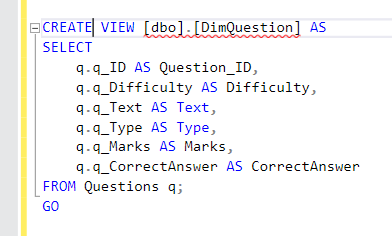 CREATE VIEW [dbo].[DimQuestion] AS
SELECT
q.q_ID AS Question_ID,
q.q_Difficulty AS Difficulty,
q.q_Text AS Text,
q.q_Type AS Type,
q.q_Marks AS Marks,
q.q_CorrectAnswer AS CorrectAnswer
FROM Questions q;
GO